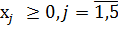 xⱼ ≥ 0, j = 1,5̅